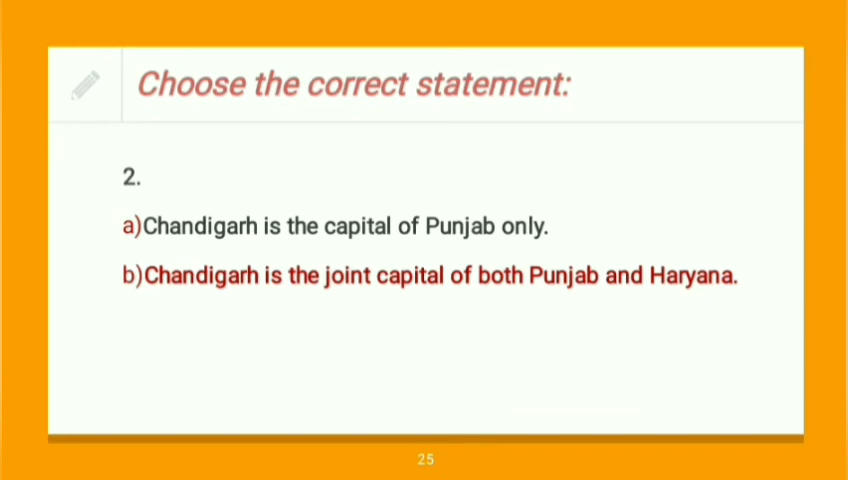 Choose the correct statement:
2.
a)Chandigarh is the capital of Punjab only.
b)Chandigarh is the joint capital of both Punjab and Haryana.
25